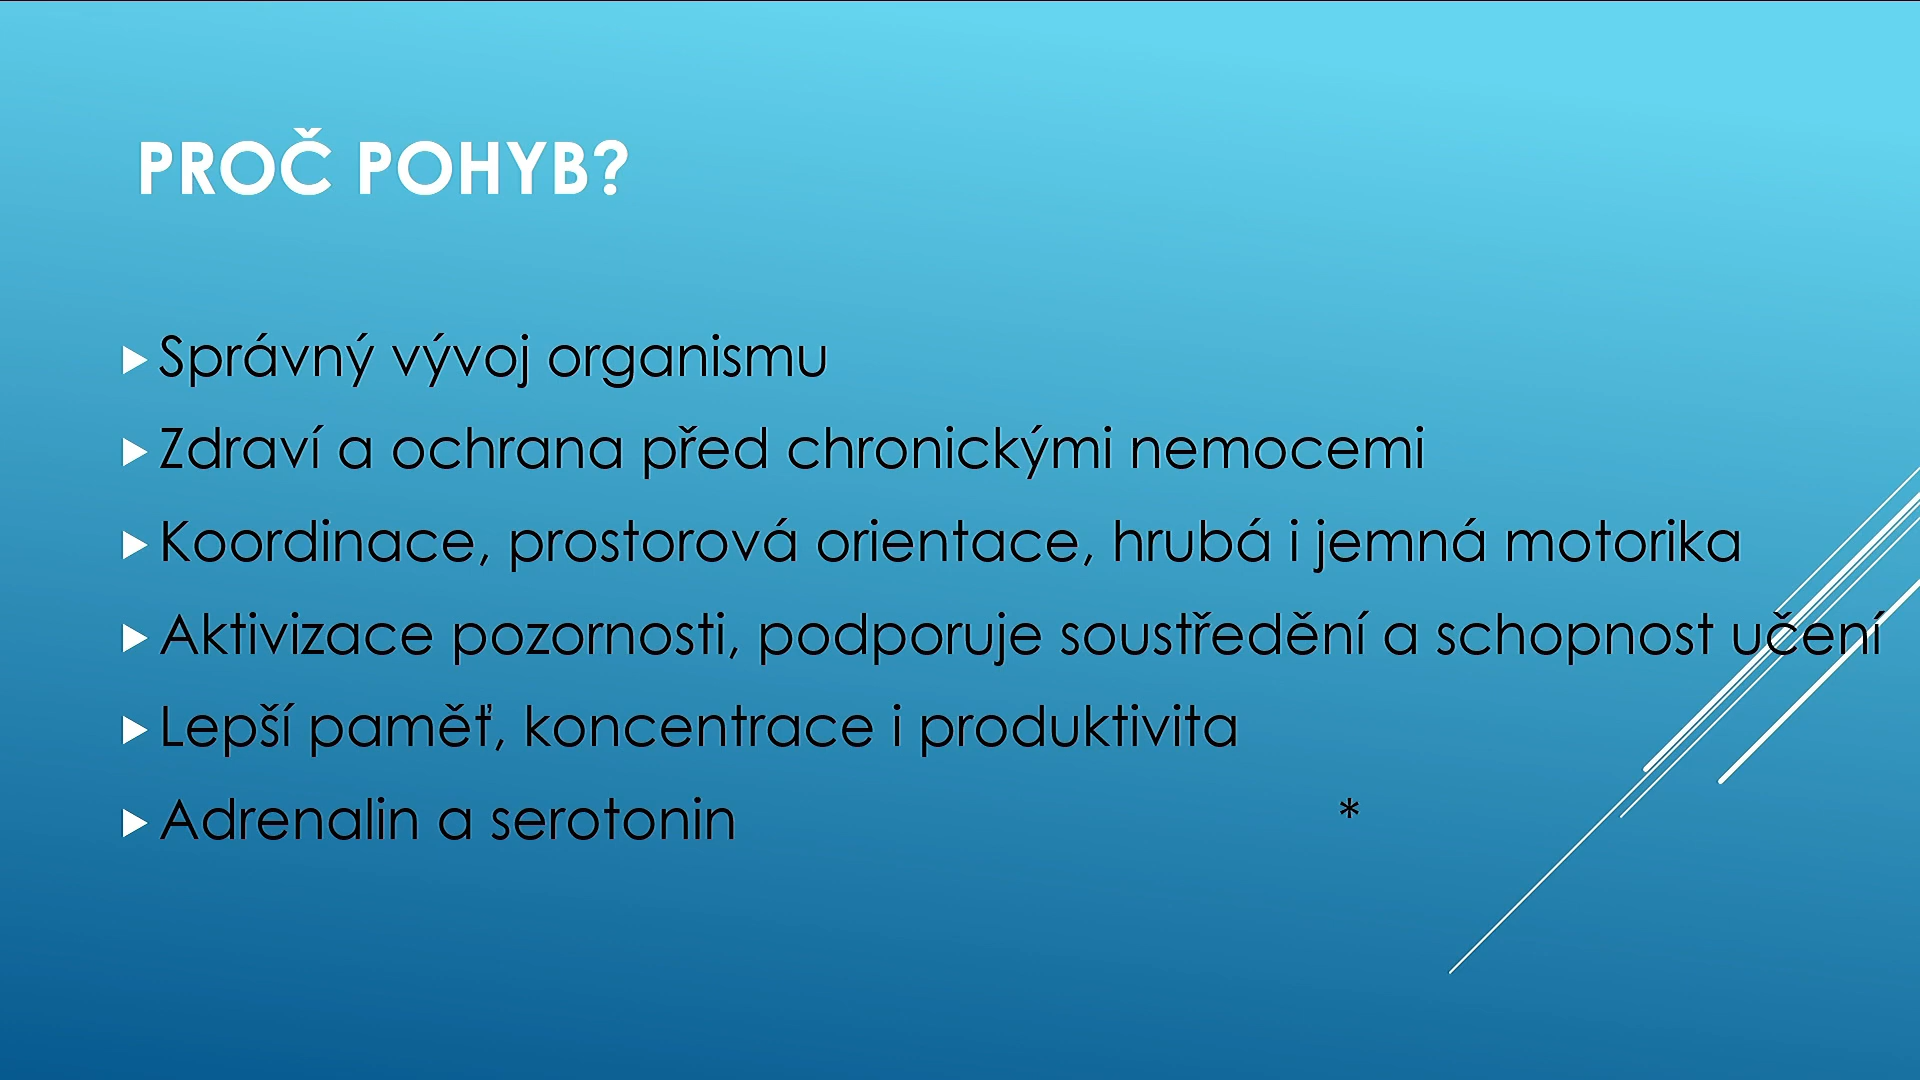 PROČ POHYB?
Správný vývoj organismu
Zdraví a ochrana před chronickými nemocemi
Koordinace, prostorová orientace, hrubá i jemná motorika
Aktivizace pozornosti, podporuje soustředění a schopnost učení
Lepší paměť, koncentrace i produktivita
Adrenalin a serotonin *